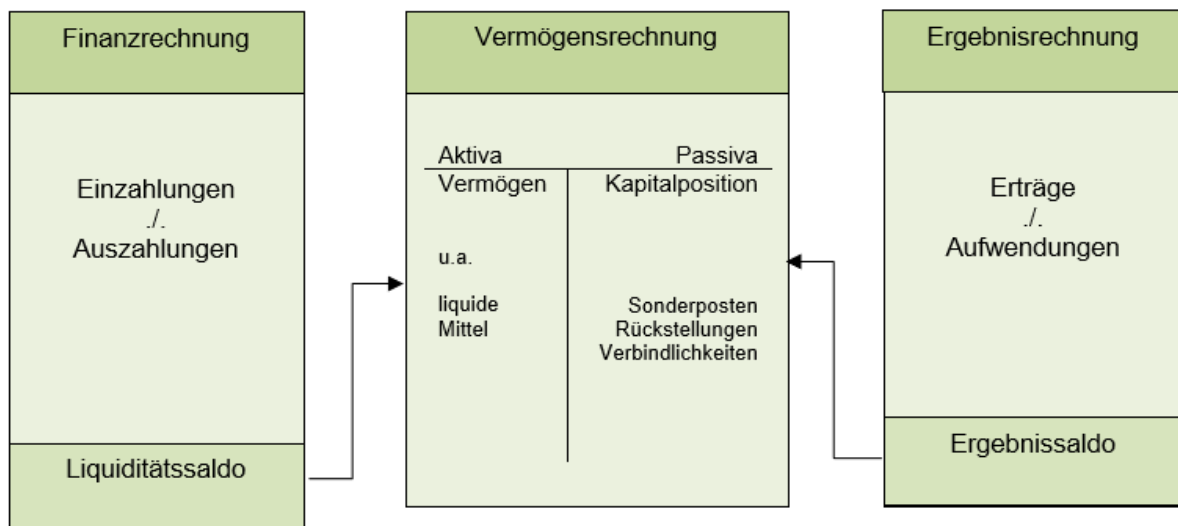 Finanzrechnung
Einzahlungen
./.
Auszahlungen
Liquiditätssaldo
Vermögensrechnung
Aktiva Passiva
Vermögen Kapitalposition
u.a.
liquide Sonderposten
Mittel Rückstellungen
Verbindlichkeiten
Ergebnisrechnung
Erträge
./.
Aufwendungen
Ergebnissaldo